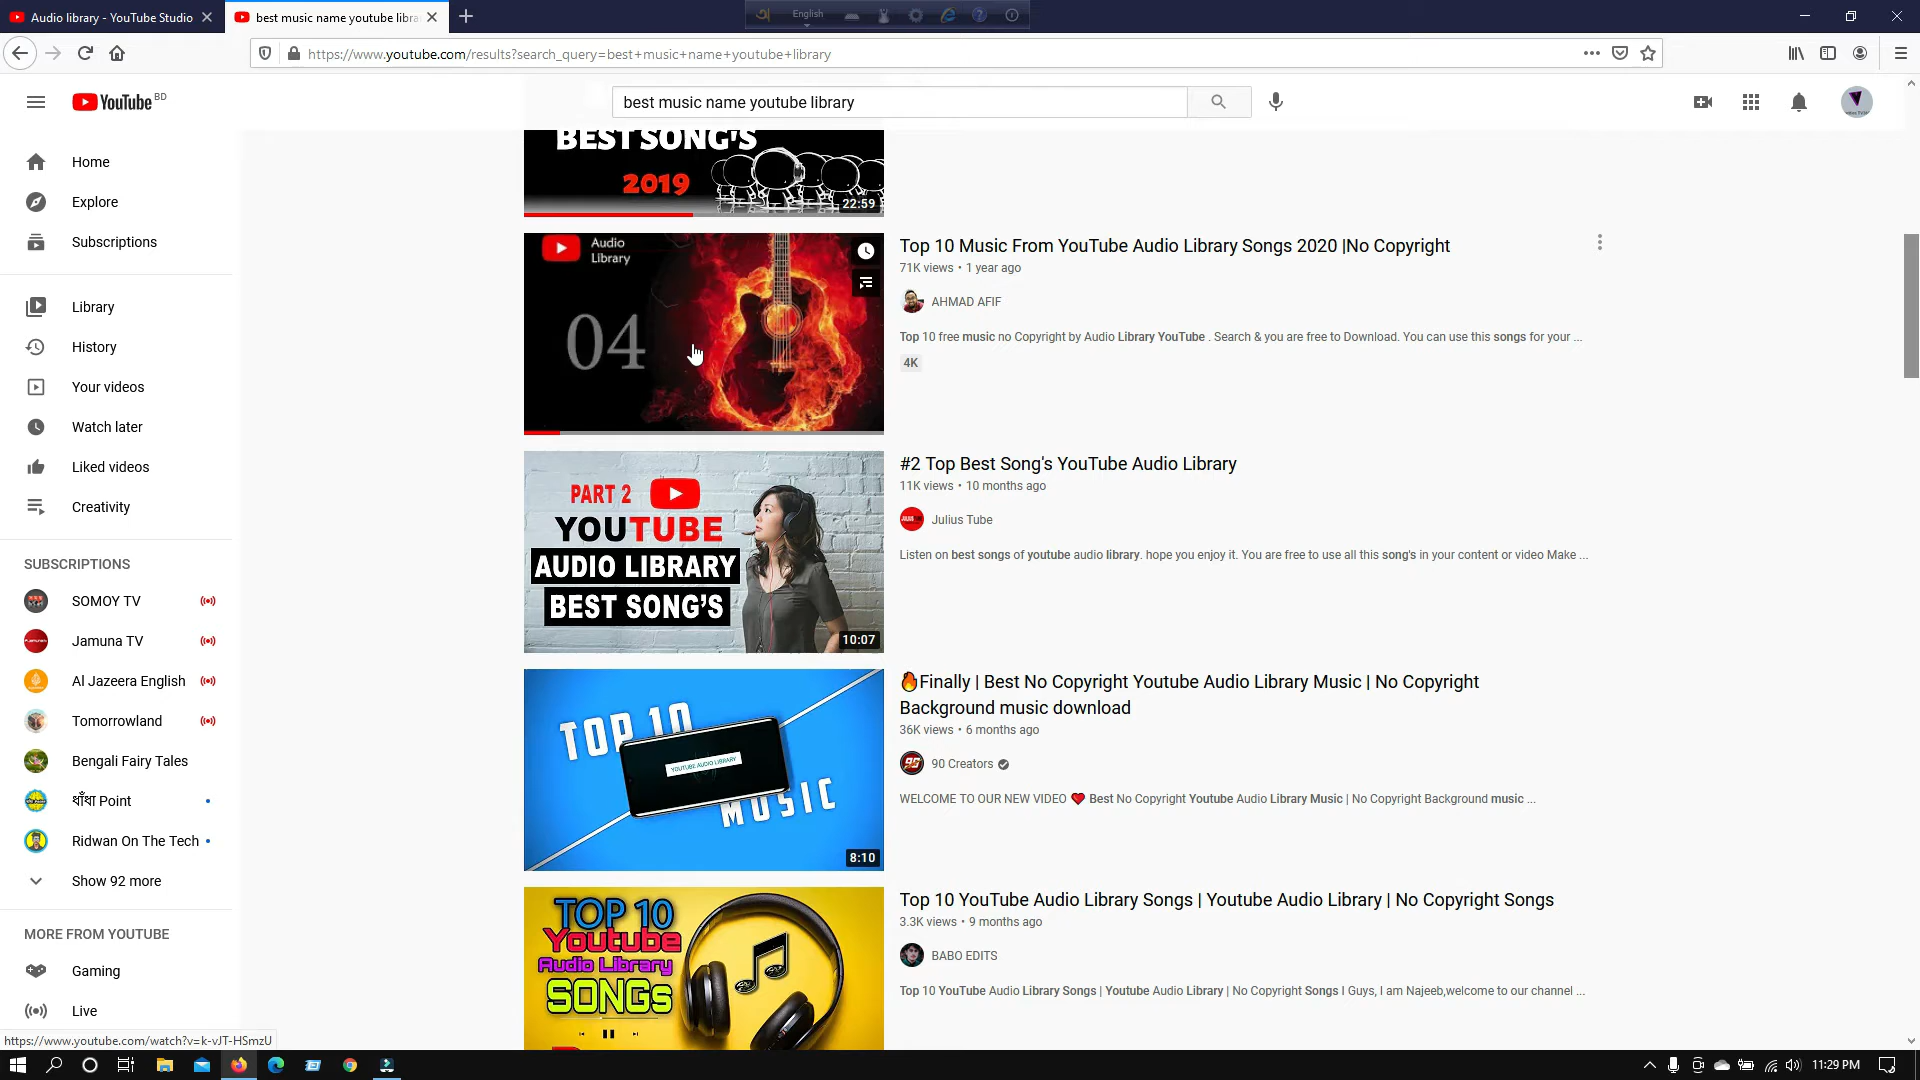 Audio library - YouTube Studio
best music name youtube libra
English
https://www.youtube.com/results?search_query=best+music+name+youtube+library
YouTube BD
best music name youtube library
Home
Explore
Subscriptions
Library
History
Your videos
Watch later
Liked videos
Creativity
SUBSCRIPTIONS
SOMOY TV
Jamuna TV
Al Jazeera English
Tomorrowland
Bengali Fairy Tales
ধাঁধা Point
Ridwan On The Tech
Show 92 more
MORE FROM YOUTUBE
Gaming
Live
BEST SONG'S
2019
22:59
Audio
Library
04
Top 10 Music From YouTube Audio Library Songs 2020 |No Copyright
71K views • 1 year ago
AHMAD AFIF
Top 10 free music no Copyright by Audio Library YouTube . Search & you are free to Download. You can use this songs for your ...
4K
PART 2
YOUTUBE
AUDIO LIBRARY
BEST SONG'S
10:07
#2 Top Best Song's YouTube Audio Library
11K views • 10 months ago
Julius Tube
Listen on best songs of youtube audio library. hope you enjoy it. You are free to use all this song's in your content or video Make ...
TOP 10
YOUTUBE AUDIO LIBRARY
MUSIC
8:10
🔥Finally | Best No Copyright Youtube Audio Library Music | No Copyright
Background music download
36K views • 6 months ago
90 Creators
WELCOME TO OUR NEW VIDEO ❤ Best No Copyright Youtube Audio Library Music | No Copyright Background music ...
TOP 10
Youtube
Audio Library
SONGS
Top 10 YouTube Audio Library Songs | Youtube Audio Library | No Copyright Songs
3.3K views • 9 months ago
BABO EDITS
Top 10 YouTube Audio Library Songs | Youtube Audio Library | No Copyright Songs I Guys, I am Najeeb,welcome to our channel ...
https://www.youtube.com/watch?v=k-vJT-HSmzU
11:29 PM